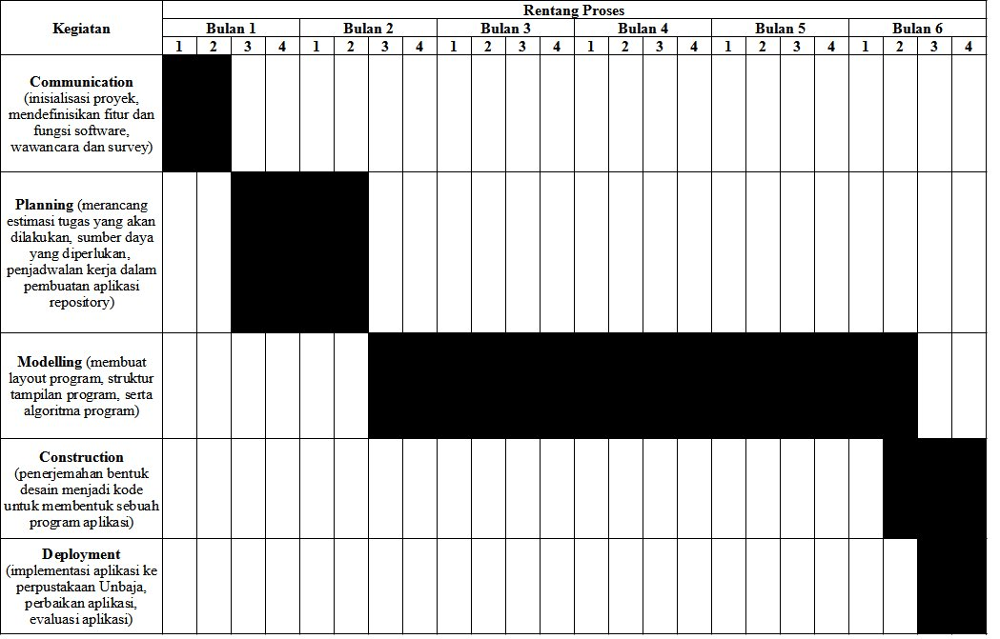 Kegiatan
Rentang Proses
Bulan 1 Bulan 2 Bulan 3 Bulan 4 Bulan 5 Bulan 6
1 2 3 4 1 2 3 4 1 2 3 4 1 2 3 4 1 2 3 4 1 2 3 4
Communication
(inisialisasi proyek,
mendefinisikan fitur dan
fungsi software,
wawancara dan survey)
Planning (merancang
estimasi tugas yang akan
dilakukan, sumber daya
yang diperlukan,
penjadwalan kerja dalam
pembuatan aplikasi
repository)
Modelling (membuat
layout program, struktur
tampilan program, serta
algoritma program)
Construction
(penerjemahan bentuk
desain menjadi kode
untuk membentuk sebuah
program aplikasi)
Deployment
(implementasi aplikasi ke
perpustakaan Unbaja,
perbaikan aplikasi,
evaluasi aplikasi)